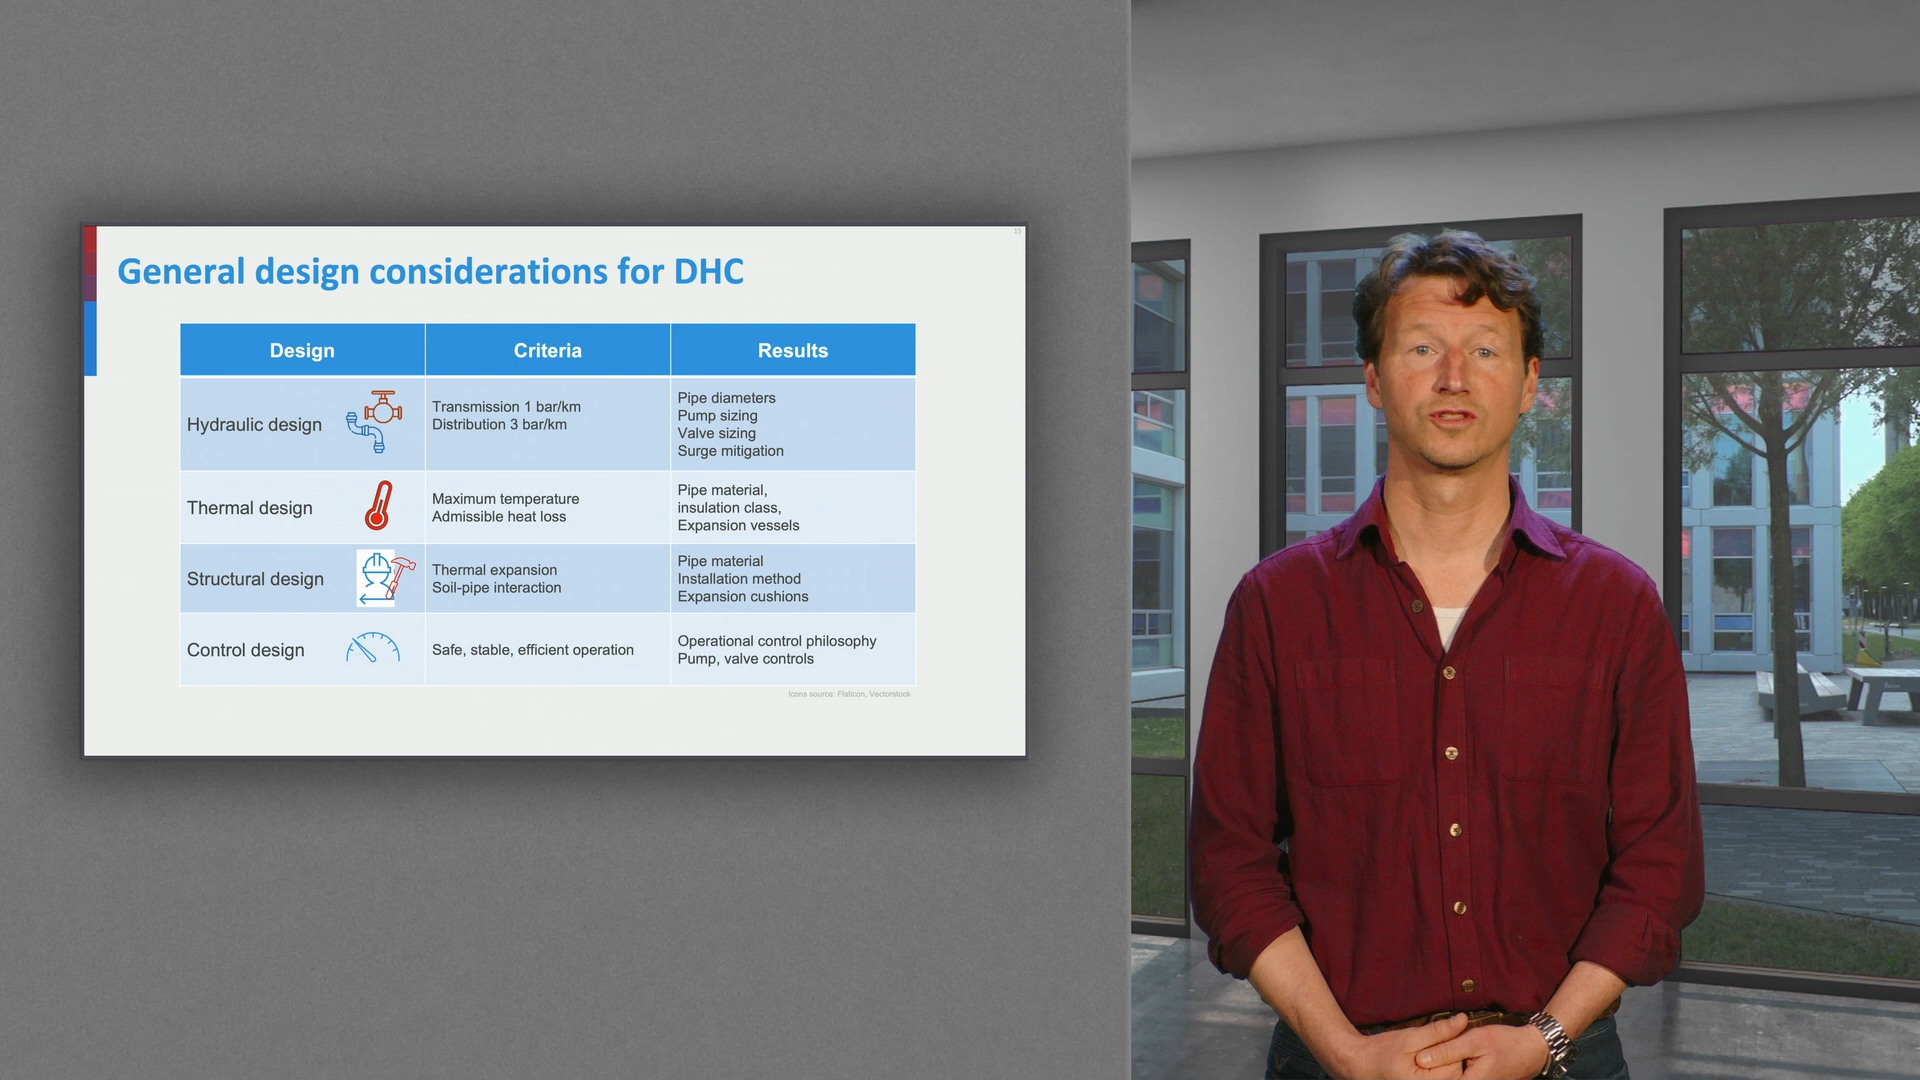 15
General design considerations for DHC
Design
Criteria
Results
Hydraulic design
Transmission 1 bar/km
Distribution 3 bar/km
Pipe diameters
Pump sizing
Valve sizing
Surge mitigation
Thermal design
Maximum temperature
Admissible heat loss
Pipe material,
insulation class,
Expansion vessels
Structural design
Thermal expansion
Soil-pipe interaction
Pipe material
Installation method
Expansion cushions
Control design
Safe, stable, efficient operation
Operational control philosophy
Pump, valve controls
Icons source: Flaticon, Vectorstock